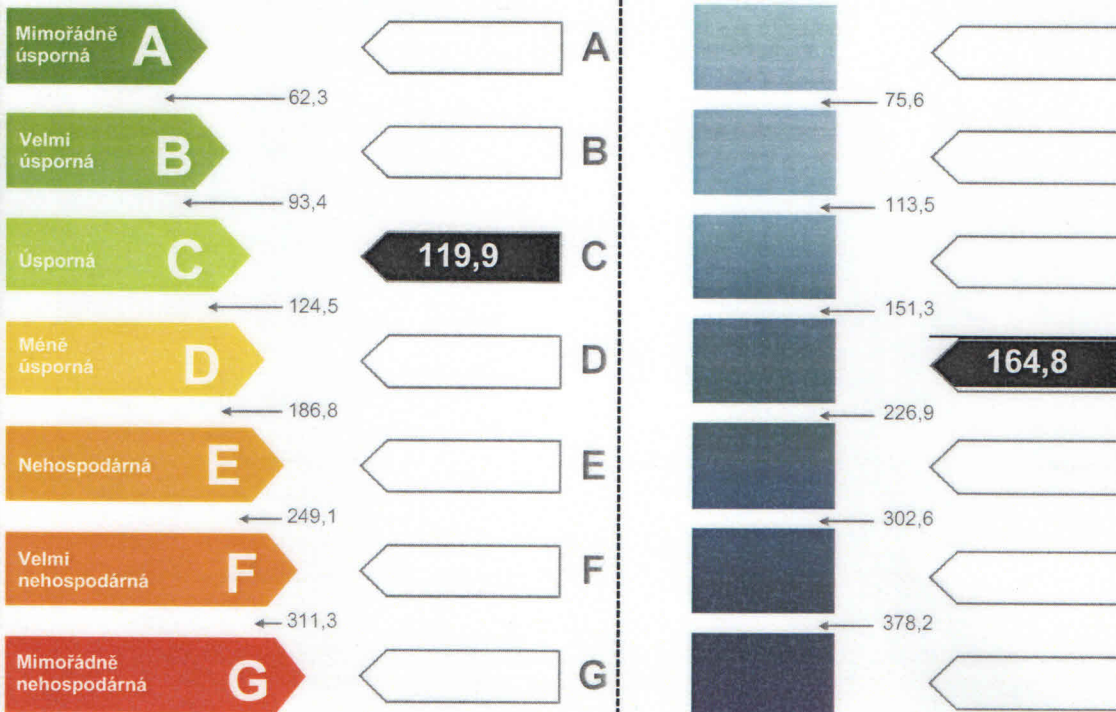 Mimořádně
úsporná
A
A
62,3
75,6
Velmi
úsporná
B
B
93,4
113,5
Úsporná
C
119,9
C
124,5
151,3
Méně
úsporná
D
D
164,8
186,8
226,9
Nehospodárná
E
E
249,1
302,6
Velmi
nehospodárná
F
F
311,3
378,2
Mimořádně
nehospodárná
G
G